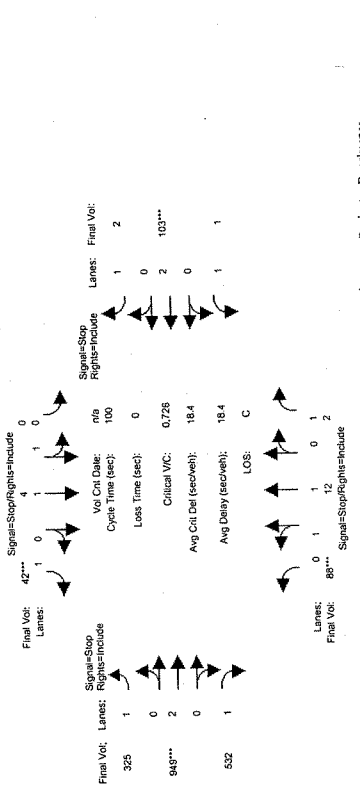 Signal=Stop/Rights=Include
Final Vol: 42*** 4 0
Lanes: 1 0 1 1 0
Signal=Stop
Rights=Include
Final Vol: Lanes:
325 1
0
949*** 2
0
532 1
Vol Cnt Date: n/a
Cycle Time (sec): 100
Loss Time (sec): 0
Critical V/C: 0.726
Avg Crit Del (sec/veh): 18.4
Avg Delay (sec/veh): 18.4
LOS: C
Signal=Stop
Rights=Include
Lanes: Final Vol:
1 2
0
2 103***
0
1 1
Lanes: 0 1 1 0 1
Final Vol: 88*** 12 2
Signal=Stop/Rights=Include